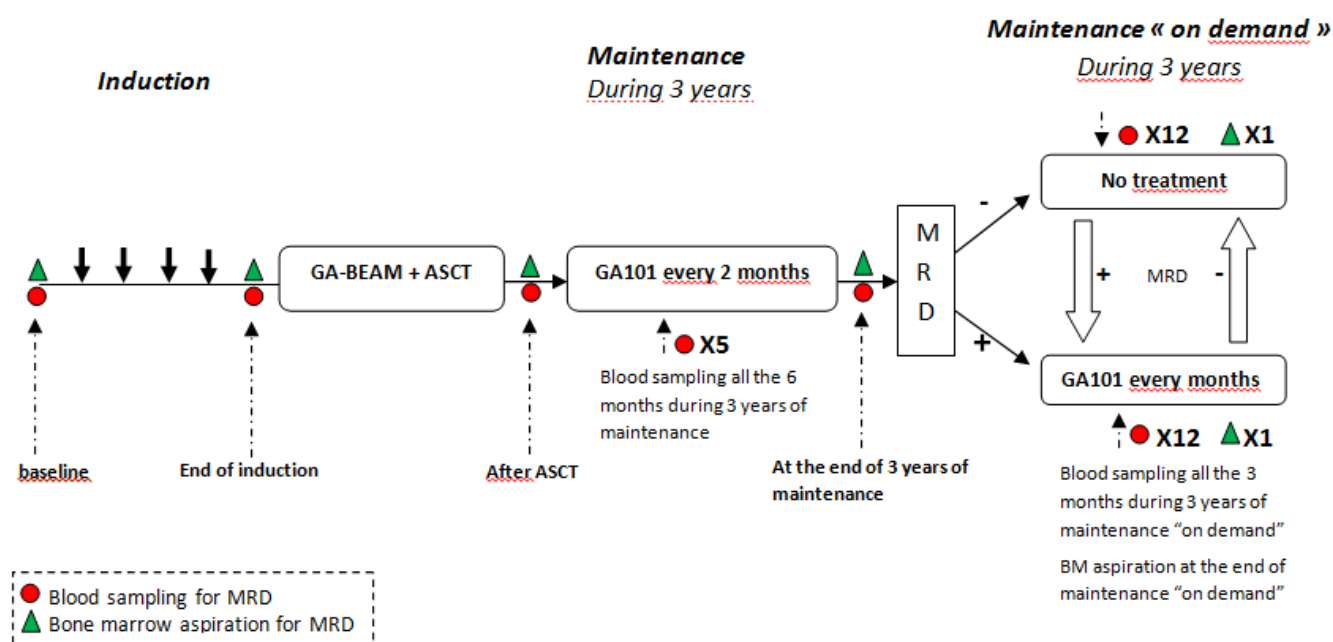 Induction
Maintenance
During 3 years
Maintenance « on demand »
During 3 years
X12 X1
No treatment
GA-BEAM + ASCT
GA101 every 2 months
M
R
D
-
+
+ MRD -
GA101 every months
X5
Blood sampling all the 6
months during 3 years of
maintenance
X12 X1
baseline
End of induction
After ASCT
At the end of 3 years of
maintenance
Blood sampling all the 3
months during 3 years of
maintenance “on demand”
BM aspiration at the end of
maintenance “on demand”
Blood sampling for MRD
Bone marrow aspiration for MRD